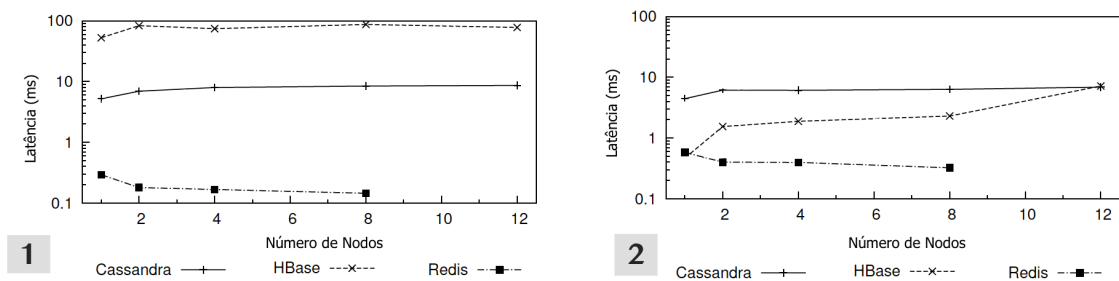 100
10
1
0.1
Latência (ms)
2 4 6 8 10 12
Número de Nodos
1
Cassandra HBase Redis
100
10
1
0.1
Latência (ms)
2 4 6 8 10 12
Número de Nodos
2
Cassandra HBase Redis